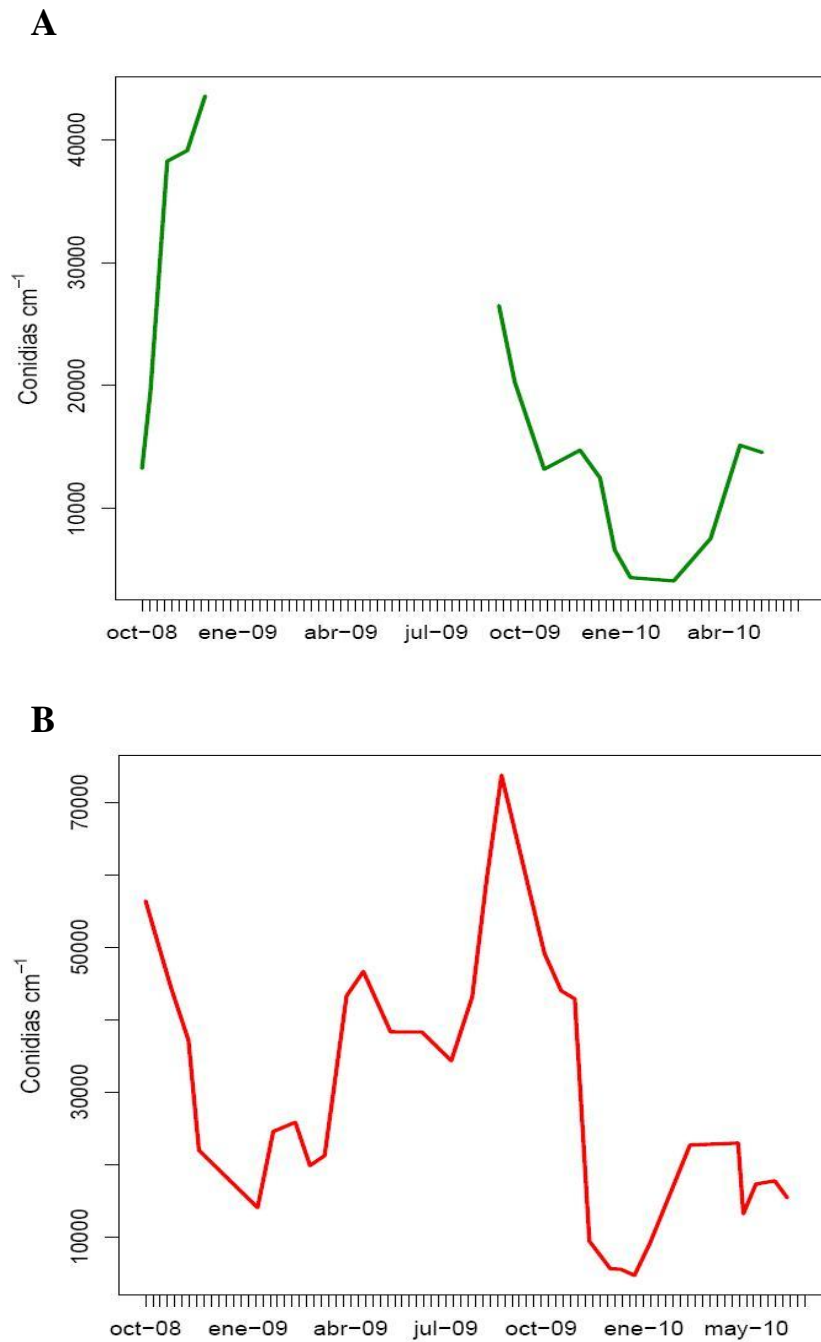 A
Conidias cm⁻¹
40000
30000
20000
10000
oct−08 ene−09 abr−09 jul−09 oct−09 ene−10 abr−10
B
Conidias cm⁻¹
70000
50000
30000
10000
oct−08 ene−09 abr−09 jul−09 oct−09 ene−10 may−10